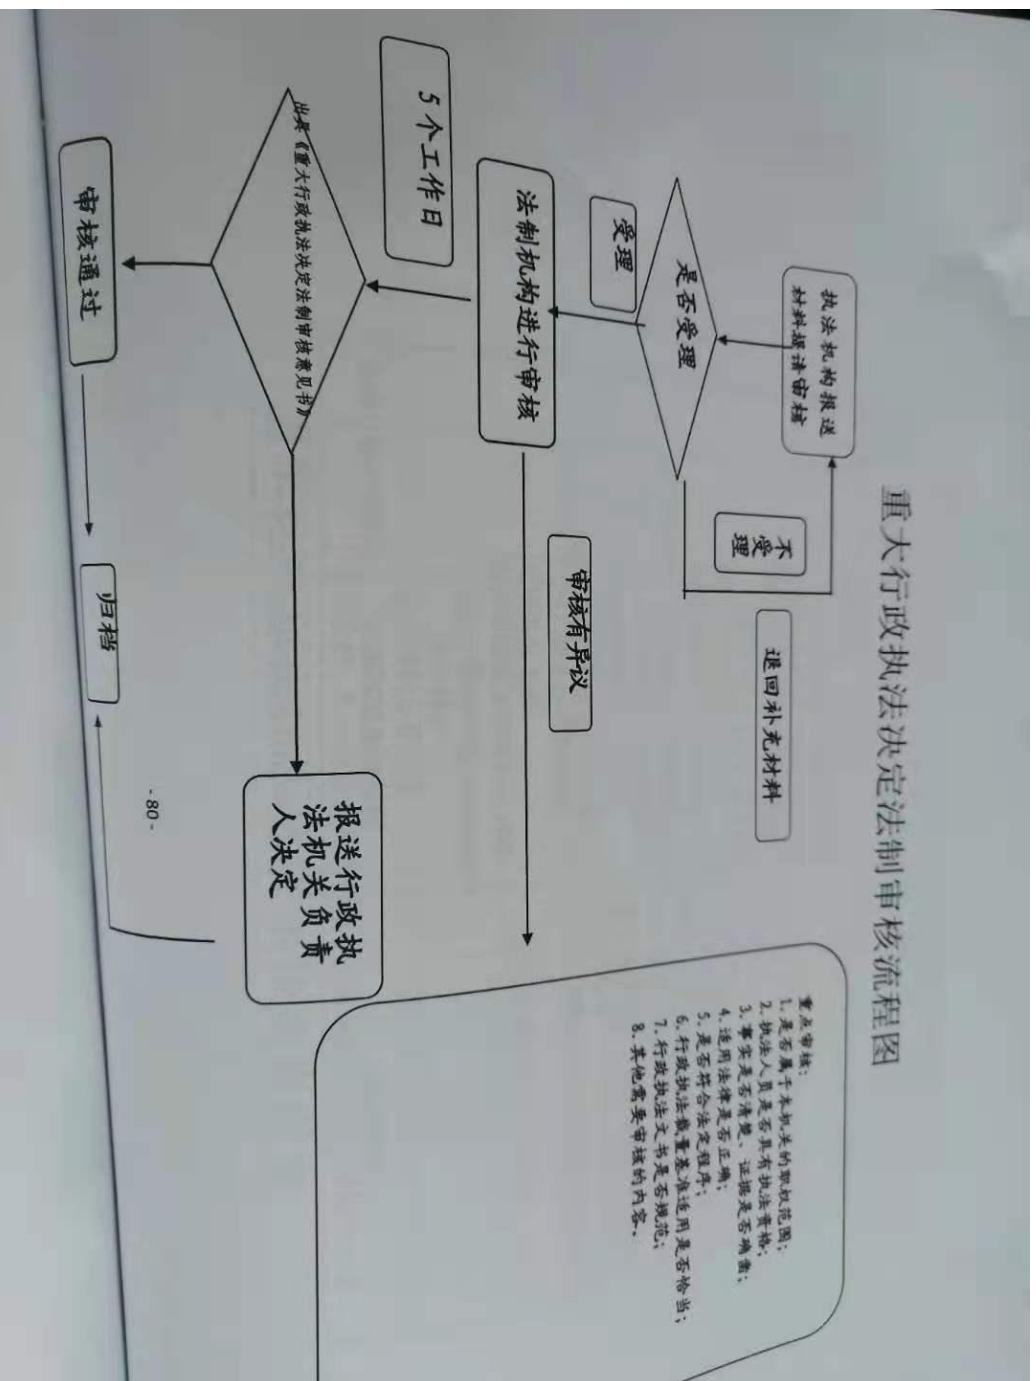 重大行政执法决定法制审核流程图
执法机构报送
材料提请审核
是否受理
不
受
理
退回补充材料
受理
法制机构进行审核
审核有异议
重点审核:
1. 是否属于本机关的职权范围;
2. 执法人员是否具有执法资格;
3. 事实是否清楚、证据是否确凿;
4. 适用法律是否正确;
5. 是否符合法定程序;
6. 行政执法裁量基准适用是否恰当;
7. 行政执法文书是否规范;
8. 其他需要审核的内容。
5个工作日
出具《重大行政执法决定法制审核意见书》
报送行政执
法机关负责
人决定
审核通过
归档
- 80 -